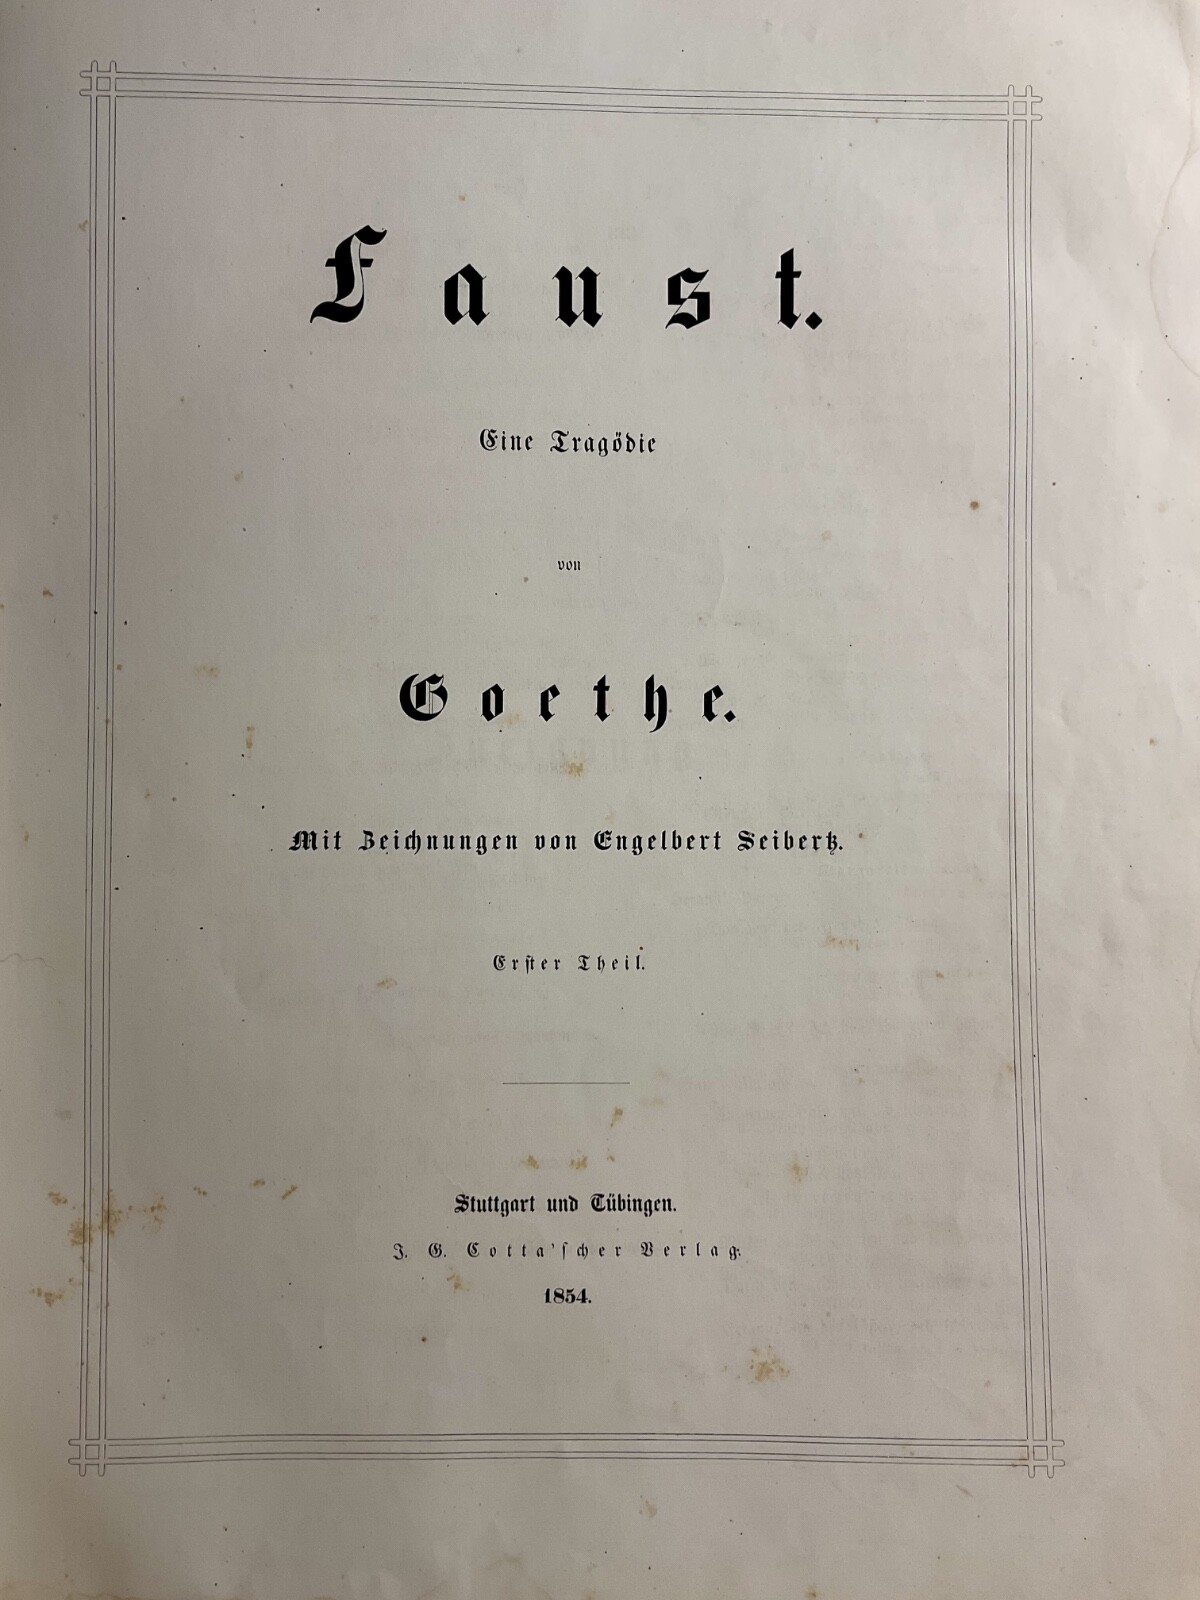 Faust.
Eine Tragödie
von
Goethe.
Mit Zeichnungen von Engelbert Seibertz.
Erster Theil.
Stuttgart und Tübingen.
J. G. Cotta'scher Verlag.
1854.